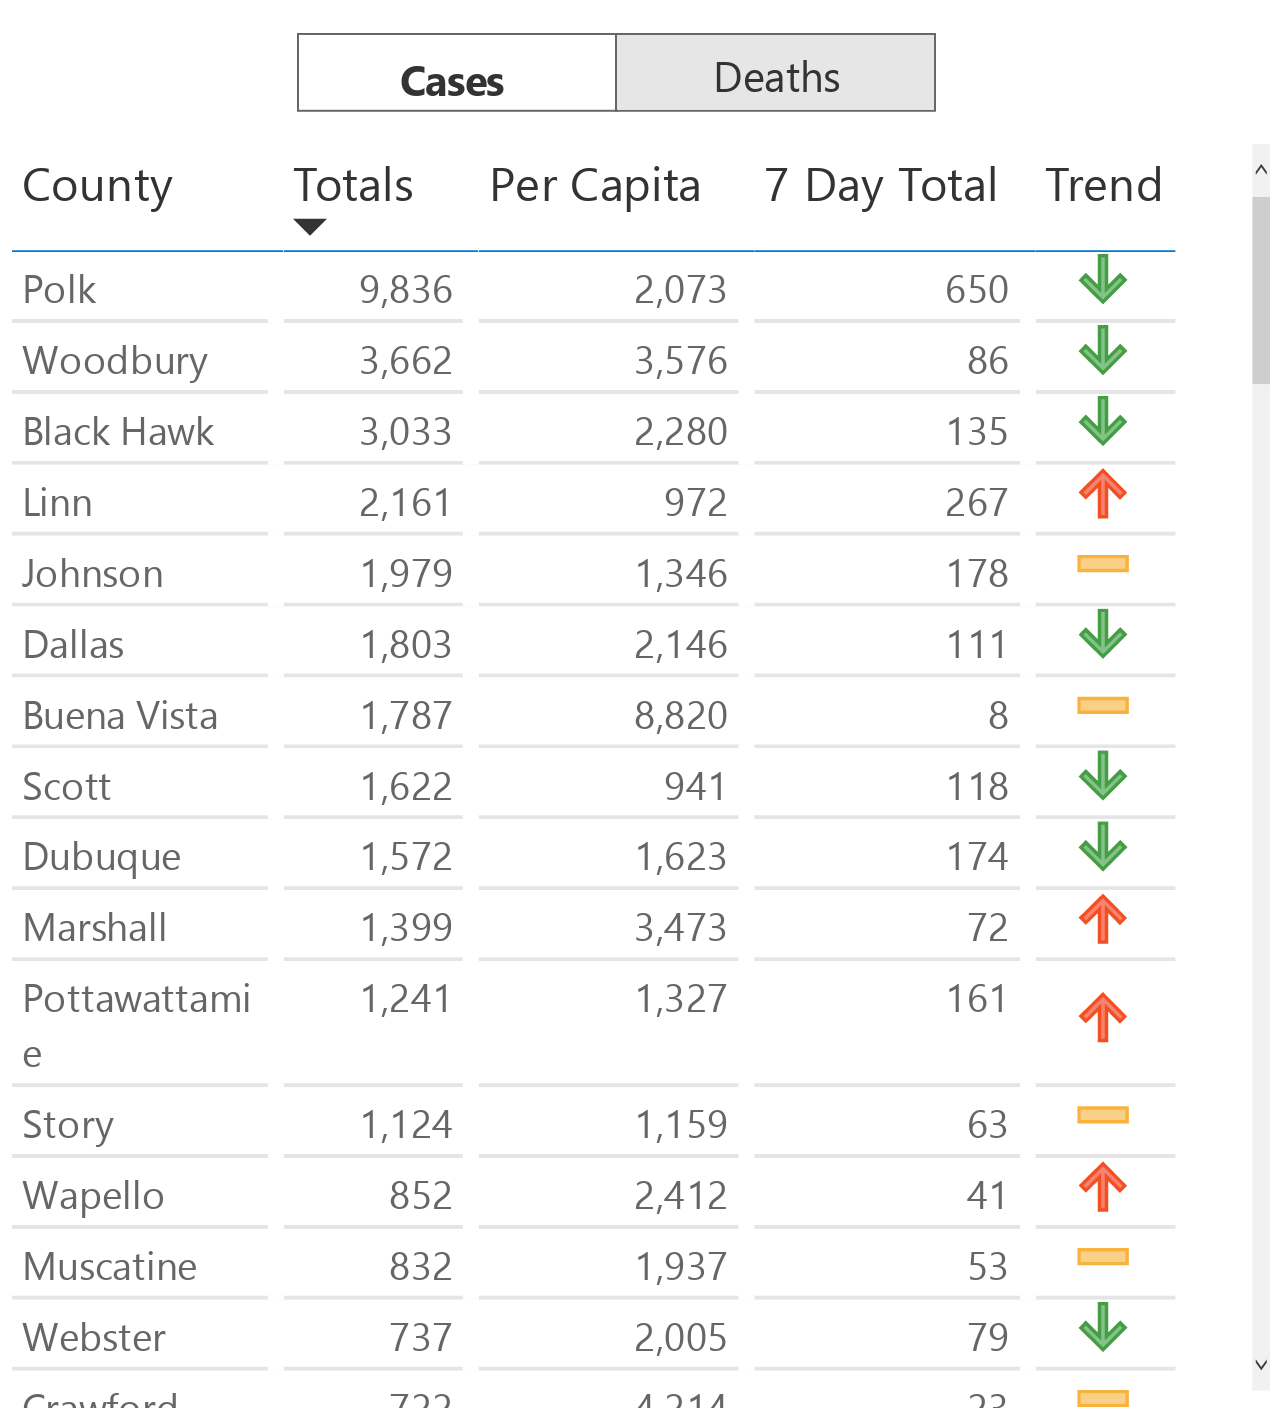 Cases Deaths
County Totals Per Capita 7 Day Total Trend
Polk 9,836 2,073 650
Woodbury 3,662 3,576 86
Black Hawk 3,033 2,280 135
Linn 2,161 972 267
Johnson 1,979 1,346 178
Dallas 1,803 2,146 111
Buena Vista 1,787 8,820 8
Scott 1,622 941 118
Dubuque 1,572 1,623 174
Marshall 1,399 3,473 72
Pottawattami 1,241 1,327 161
e
Story 1,124 1,159 63
Wapello 852 2,412 41
Muscatine 832 1,937 53
Webster 737 2,005 79
Crawford 722 4,214 23